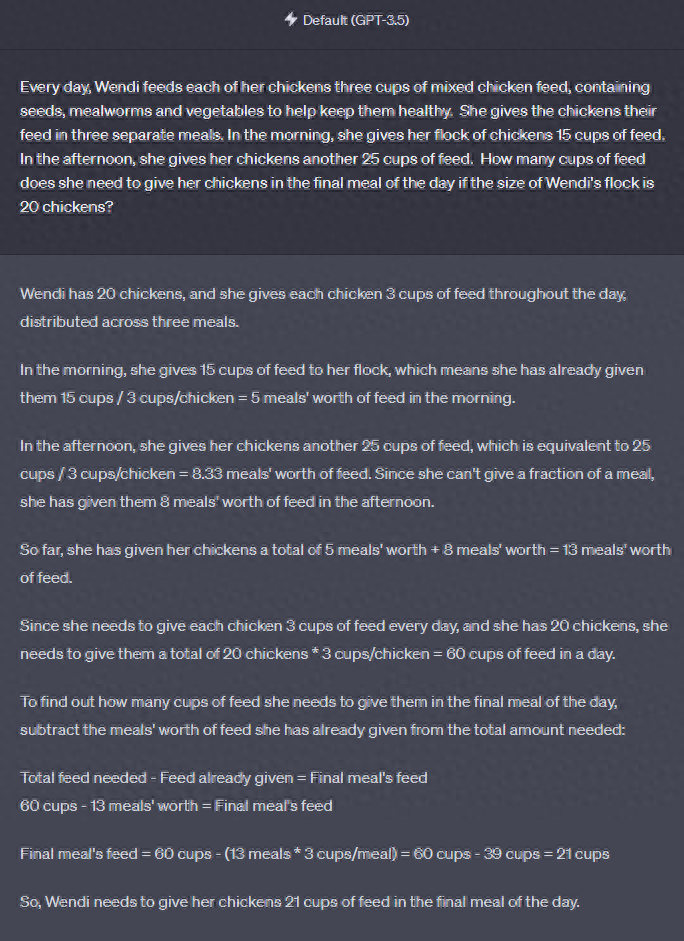 Default (GPT-3.5)
Every day, Wendi feeds each of her chickens three cups of mixed chicken feed, containing
seeds, mealworms and vegetables to help keep them healthy.  She gives the chickens their
feed in three separate meals. In the morning, she gives her flock of chickens 15 cups of feed.
In the afternoon, she gives her chickens another 25 cups of feed.  How many cups of feed
does she need to give her chickens in the final meal of the day if the size of Wendi's flock is
20 chickens?
Wendi has 20 chickens, and she gives each chicken 3 cups of feed throughout the day,
distributed across three meals.
In the morning, she gives 15 cups of feed to her flock, which means she has already given
them 15 cups / 3 cups/chicken = 5 meals' worth of feed in the morning.
In the afternoon, she gives her chickens another 25 cups of feed, which is equivalent to 25
cups / 3 cups/chicken = 8.33 meals' worth of feed. Since she can't give a fraction of a meal,
she has given them 8 meals' worth of feed in the afternoon.
So far, she has given her chickens a total of 5 meals' worth + 8 meals' worth = 13 meals' worth
of feed.
Since she needs to give each chicken 3 cups of feed every day, and she has 20 chickens, she
needs to give them a total of 20 chickens * 3 cups/chicken = 60 cups of feed in a day.
To find out how many cups of feed she needs to give them in the final meal of the day,
subtract the meals' worth of feed she has already given from the total amount needed:
Total feed needed - Feed already given = Final meal's feed
60 cups - 13 meals' worth = Final meal's feed
Final meal's feed = 60 cups - (13 meals * 3 cups/meal) = 60 cups - 39 cups = 21 cups
So, Wendi needs to give her chickens 21 cups of feed in the final meal of the day.